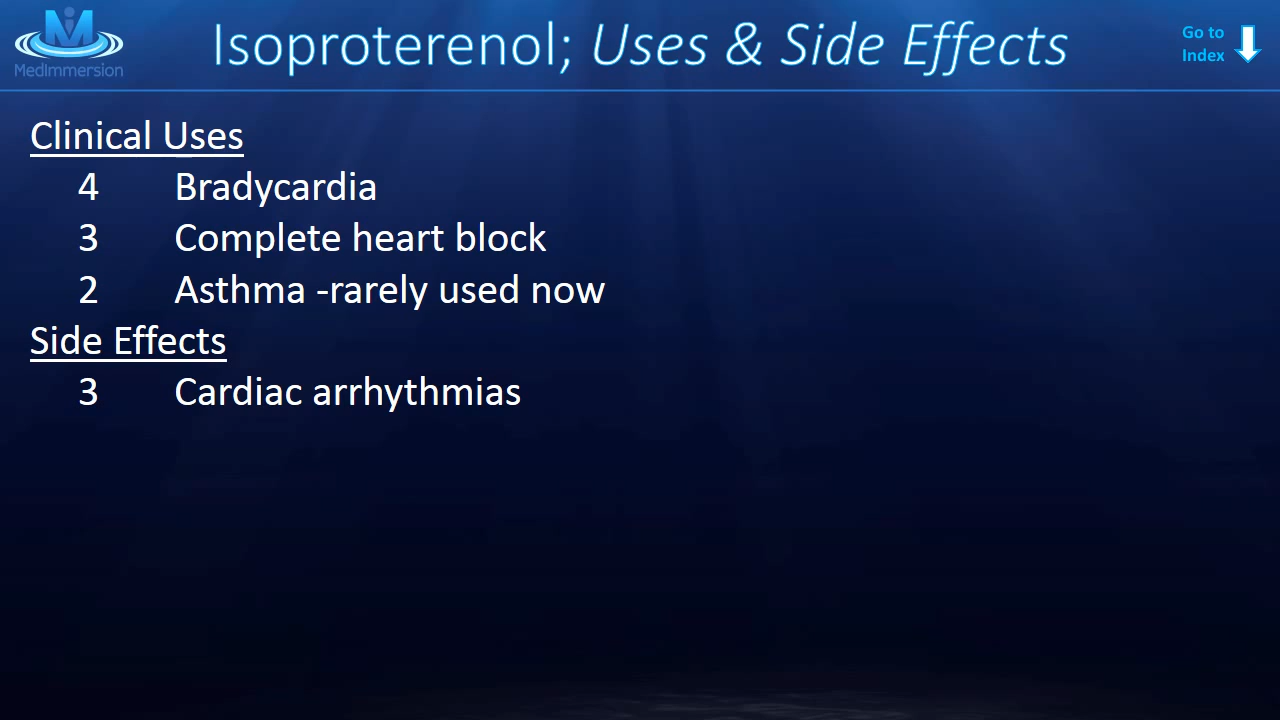 MedImmersion
Isoproterenol; Uses & Side Effects
Go to
Index
Clinical Uses
4 Bradycardia
3 Complete heart block
2 Asthma -rarely used now
Side Effects
3 Cardiac arrhythmias